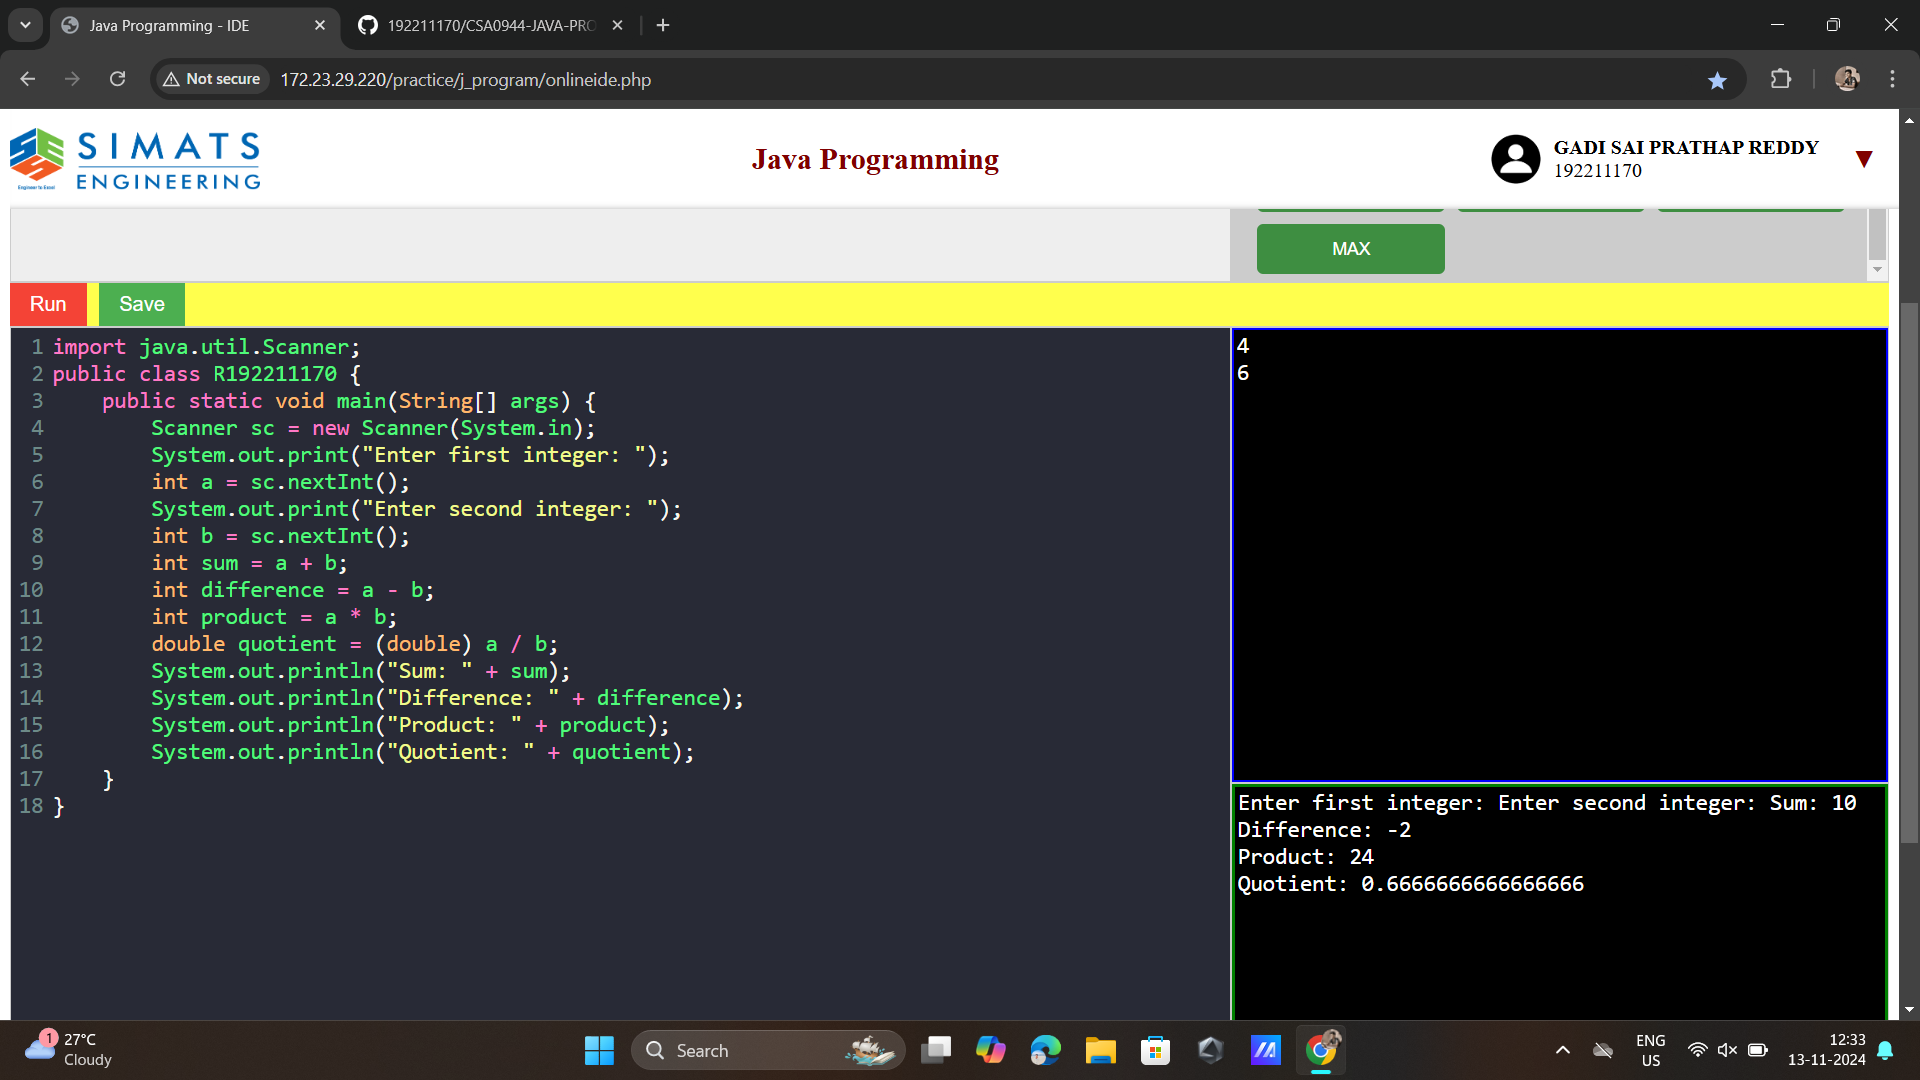 Java Programming - IDE
192211170/CSA0944-JAVA-PRO
Not secure
172.23.29.220/practice/j_program/onlineide.php
SIMATS
ENGINEERING
Engineer to Excel
Java Programming
GADI SAI PRATHAP REDDY
192211170
MAX
Run
Save
1 import java.util.Scanner;
2 public class R192211170 {
3     public static void main(String[] args) {
4         Scanner sc = new Scanner(System.in);
5         System.out.print("Enter first integer: ");
6         int a = sc.nextInt();
7         System.out.print("Enter second integer: ");
8         int b = sc.nextInt();
9         int sum = a + b;
10         int difference = a - b;
11         int product = a * b;
12         double quotient = (double) a / b;
13         System.out.println("Sum: " + sum);
14         System.out.println("Difference: " + difference);
15         System.out.println("Product: " + product);
16         System.out.println("Quotient: " + quotient);
17     }
18 }
4
6
Enter first integer: Enter second integer: Sum: 10
Difference: -2
Product: 24
Quotient: 0.6666666666666666
1
27°C
Cloudy
Search
ENG
US
12:33
13-11-2024